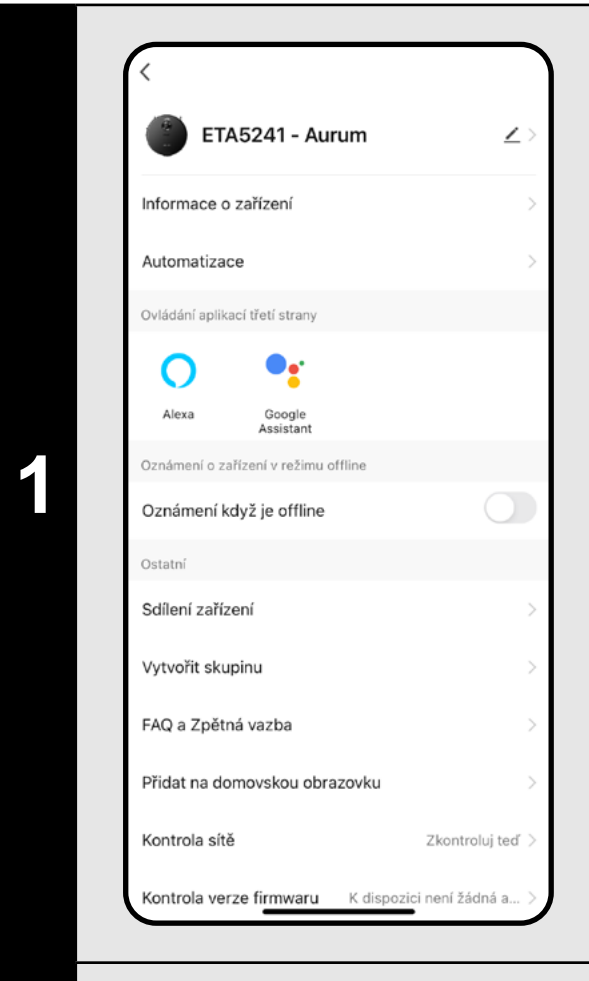 1
ETA5241 - Aurum
Informace o zařízení
Automatizace
Ovládání aplikací třetí strany
Alexa
Google
Assistant
Oznámení o zařízení v režimu offline
Oznámení když je offline
Ostatní
Sdílení zařízení
Vytvořit skupinu
FAQ a Zpětná vazba
Přidat na domovskou obrazovku
Kontrola sítě Zkontroluj teď
Kontrola verze firmwaru K dispozici není žádná a...